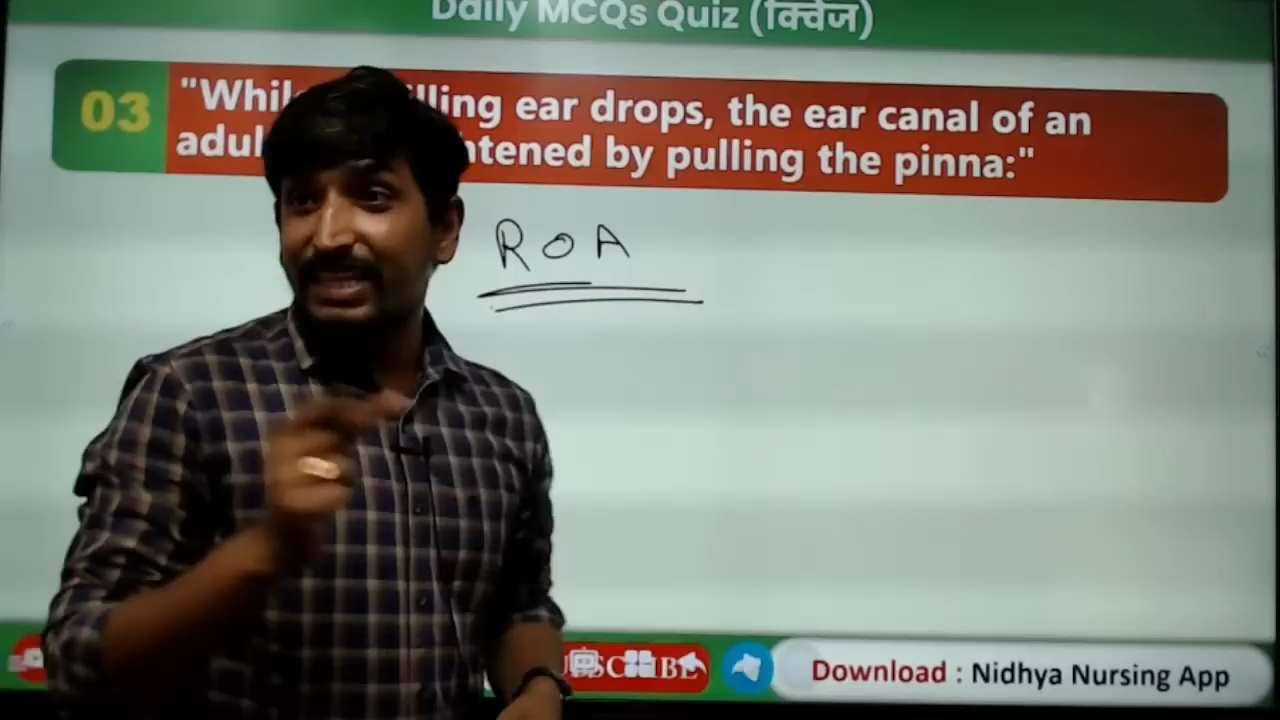 Daily MCQs Quiz (क्विज)
03
"Whil lling ear drops, the ear canal of an
adul htened by pulling the pinna:"
ROA
Download : Nidhya Nursing App